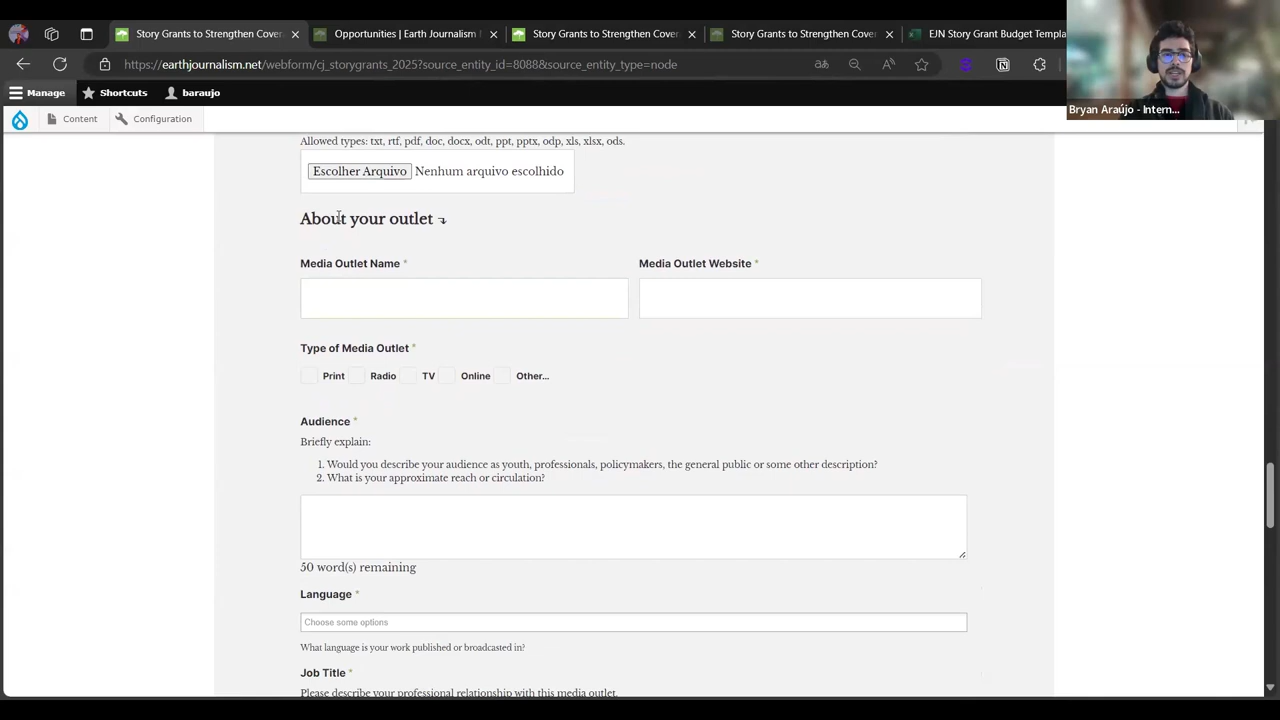 Story Grants to Strengthen Cover
Opportunities | Earth Journalism
Story Grants to Strengthen Cover
Story Grants to Strengthen Cover
EJN Story Grant Budget Templa
https://earthjournalism.net/webform/cj_storygrants_2025?source_entity_id=8088&source_entity_type=node
Manage
Shortcuts
baraujo
Bryan Araújo - Intern...
Content
Configuration
Allowed types: txt, rtf, pdf, doc, docx, odt, ppt, pptx, odp, xls, xlsx, ods.
Escolher Arquivo Nenhum arquivo escolhido
About your outlet
Media Outlet Name *
Media Outlet Website *
Type of Media Outlet *
Print Radio TV Online Other...
Audience *
Briefly explain:
1. Would you describe your audience as youth, professionals, policymakers, the general public or some other description?
2. What is your approximate reach or circulation?
50 word(s) remaining
Language *
Choose some options
What language is your work published or broadcasted in?
Job Title *
Please describe your professional relationship with this media outlet.